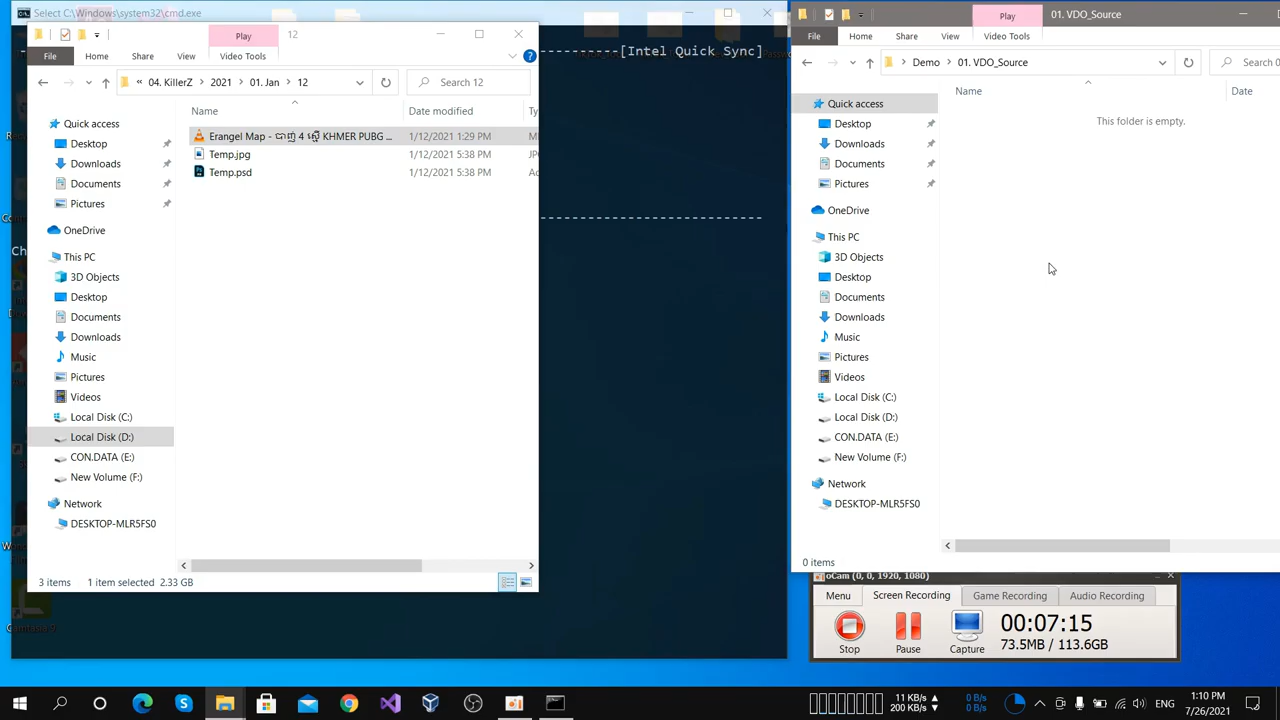 Select C:\Windows\system32\cmd.exe
[Intel Quick Sync]
Ch
Play
12
File
Home
Share
View
Video Tools
« 04. KillerZ > 2021 > 01. Jan > 12
Search 12
Name
Date modified
Ty
Quick access
Desktop
Downloads
Documents
Pictures
OneDrive
This PC
3D Objects
Desktop
Documents
Downloads
Music
Pictures
Videos
Local Disk (C:)
Local Disk (D:)
CON.DATA (E:)
New Volume (F:)
Network
DESKTOP-MLR5FS0
Erangel Map - បាញ់ 4 ស្មើ KHMER PUBG ... 1/12/2021 1:29 PM
Temp.jpg 1/12/2021 5:38 PM JPC
Temp.psd 1/12/2021 5:38 PM Ad
3 items 1 item selected 2.33 GB
Play
01. VDO_Source
File
Home
Share
View
Video Tools
Demo > 01. VDO_Source
Search 0
Name
Date
This folder is empty.
Quick access
Desktop
Downloads
Documents
Pictures
OneDrive
This PC
3D Objects
Desktop
Documents
Downloads
Music
Pictures
Videos
Local Disk (C:)
Local Disk (D:)
CON.DATA (E:)
New Volume (F:)
Network
DESKTOP-MLR5FS0
0 items
oCam (0, 0, 1920, 1080)
Menu
Screen Recording
Game Recording
Audio Recording
Stop
Pause
Capture
00:07:15
73.5MB / 113.6GB
11 KB/s
200 KB/s
0 B/s
0 B/s
ENG
1:10 PM
7/26/2021